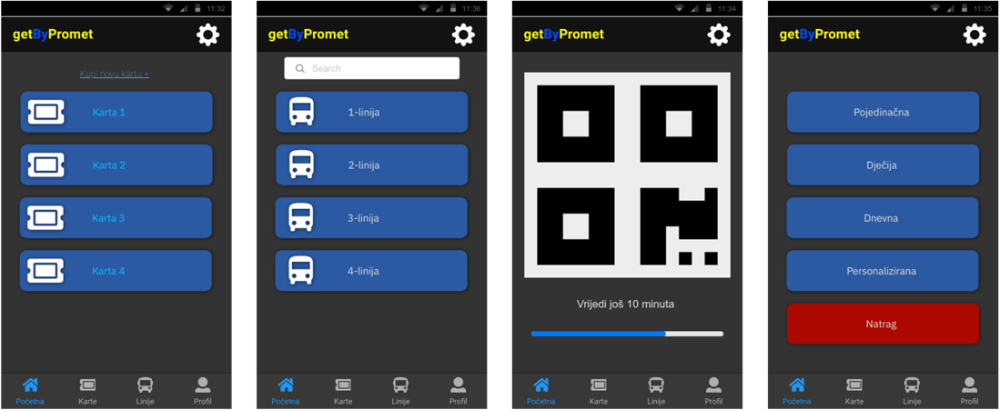 11:32
getByPromet
Kupi novu kartu +
Karta 1
Karta 2
Karta 3
Karta 4
Početna Karte Linije Profil
11:36
getByPromet
Search
1-linija
2-linija
3-linija
4-linija
Početna Karte Linije Profil
11:34
getByPromet
Vrijedi još 10 minuta
Početna Karte Linije Profil
11:35
getByPromet
Pojedinačna
Dječija
Dnevna
Personalizirana
Natrag
Početna Karte Linije Profil